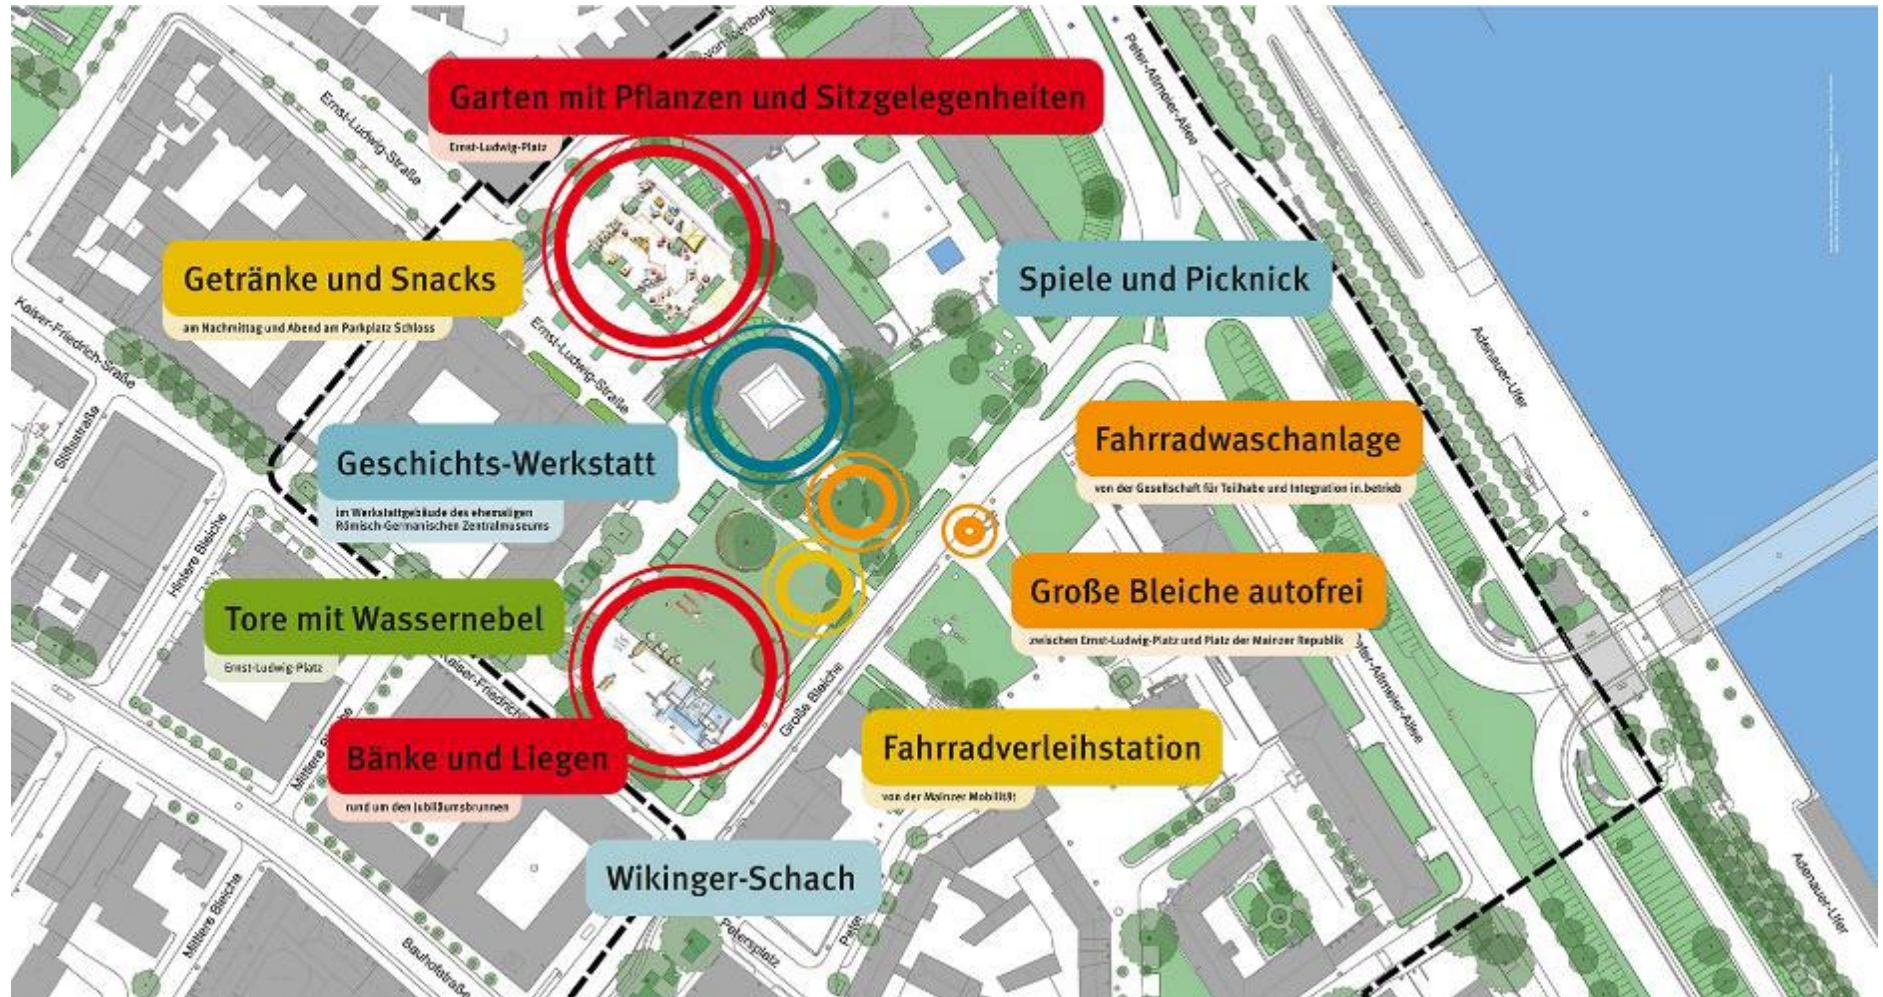 Garten mit Pflanzen und Sitzgelegenheiten
Ernst-Ludwig-Platz
Peter-Altmeier-Allee
Ernst-Ludwig-Straße
Getränke und Snacks
am Nachmittag und Abend am Parkplatz Schloss
Spiele und Picknick
Kaiser-Friedrich-Straße
Ernst-Ludwig-Straße
Adenauer-Ufer
Stiftsstraße
Geschichts-Werkstatt
im Werkstattgebäude des ehemaligen
Römisch-Germanischen Zentralmuseums
Fahrradwaschanlage
von der Gesellschaft für Teilhabe und Integration in.betrieb
Hintere Bleiche
Tore mit Wassernebel
Ernst-Ludwig-Platz
Große Bleiche autofrei
zwischen Ernst-Ludwig-Platz und Platz der Mainzer Republik
Kaiser-Friedrich
Große Bleiche
Peter-Altmeier-Allee
Mittlere
Bänke und Liegen
rund um den Jubiläumsbrunnen
Fahrradverleihstation
von der Mainzer Mobilität
Wikinger-Schach
Mittlere Bleiche
Bauhofstraße
Petersplatz
Pete
Adenauer-Ufer